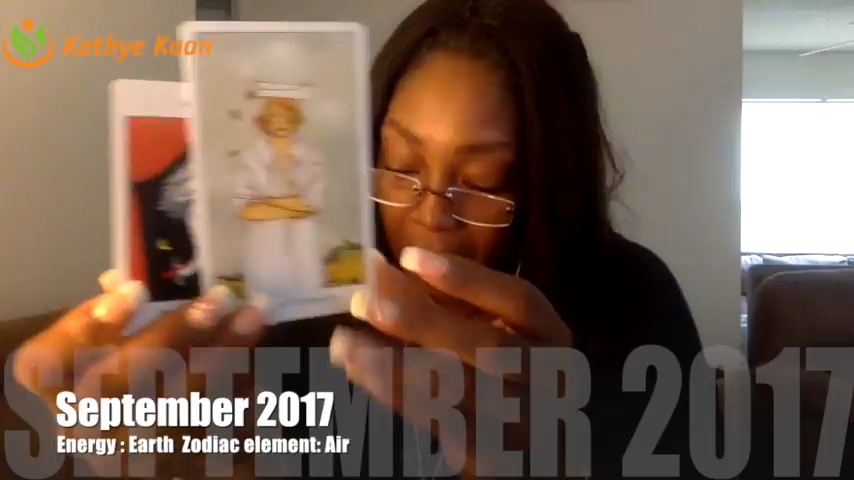 Kathye Kaan
September 2017
Energy : Earth Zodiac element: Air
SEPTEMBER 2017